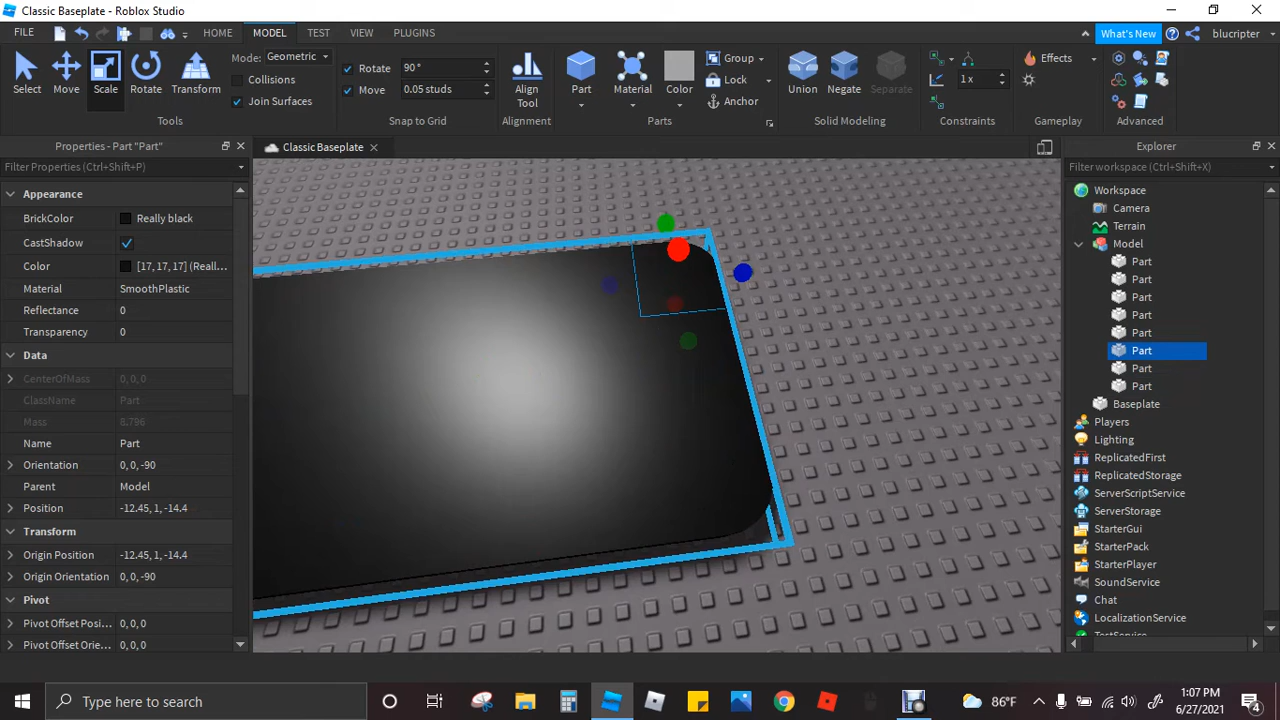 Classic Baseplate - Roblox Studio
FILE
HOME
MODEL
TEST
VIEW
PLUGINS
What's New
blucripter
Select
Move
Scale
Rotate
Transform
Mode: Geometric
Collisions
Join Surfaces
Tools
Rotate 90°
Move 0.05 studs
Snap to Grid
Align Tool
Alignment
Part
Material
Color
Group
Lock
Anchor
Parts
Union
Negate
Separate
Solid Modeling
1 x
Constraints
Effects
Gameplay
Advanced
Properties - Part "Part"
Filter Properties (Ctrl+Shift+P)
Appearance
BrickColor Really black
CastShadow
Color [17, 17, 17] (Reall...
Material SmoothPlastic
Reflectance 0
Transparency 0
Data
CenterOfMass 0, 0, 0
ClassName Part
Mass 8.796
Name Part
Orientation 0, 0, -90
Parent Model
Position -12.45, 1, -14.4
Transform
Origin Position -12.45, 1, -14.4
Origin Orientation 0, 0, -90
Pivot
Pivot Offset Posi... 0, 0, 0
Pivot Offset Orie... 0, 0, 0
Classic Baseplate
Explorer
Filter workspace (Ctrl+Shift+X)
Workspace
Camera
Terrain
Model
Part
Part
Part
Part
Part
Part
Part
Part
Baseplate
Players
Lighting
ReplicatedFirst
ReplicatedStorage
ServerScriptService
ServerStorage
StarterGui
StarterPack
StarterPlayer
SoundService
Chat
LocalizationService
TestService
Type here to search
86°F
1:07 PM
6/27/2021
4